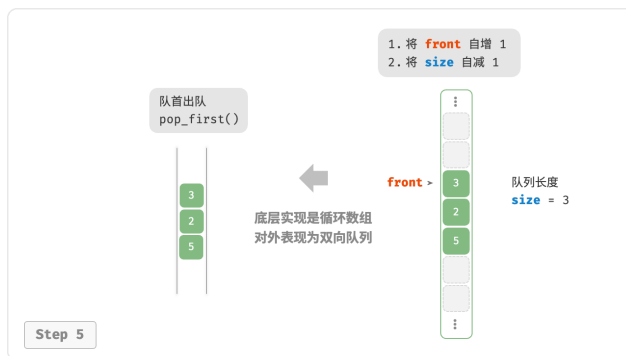 1. 将 front 自增 1
2. 将 size 自减 1
队首出队
pop_first()
3
2
5
底层实现是循环数组
对外表现为双向队列
front ➤
3
2
5
队列长度
size = 3
Step 5